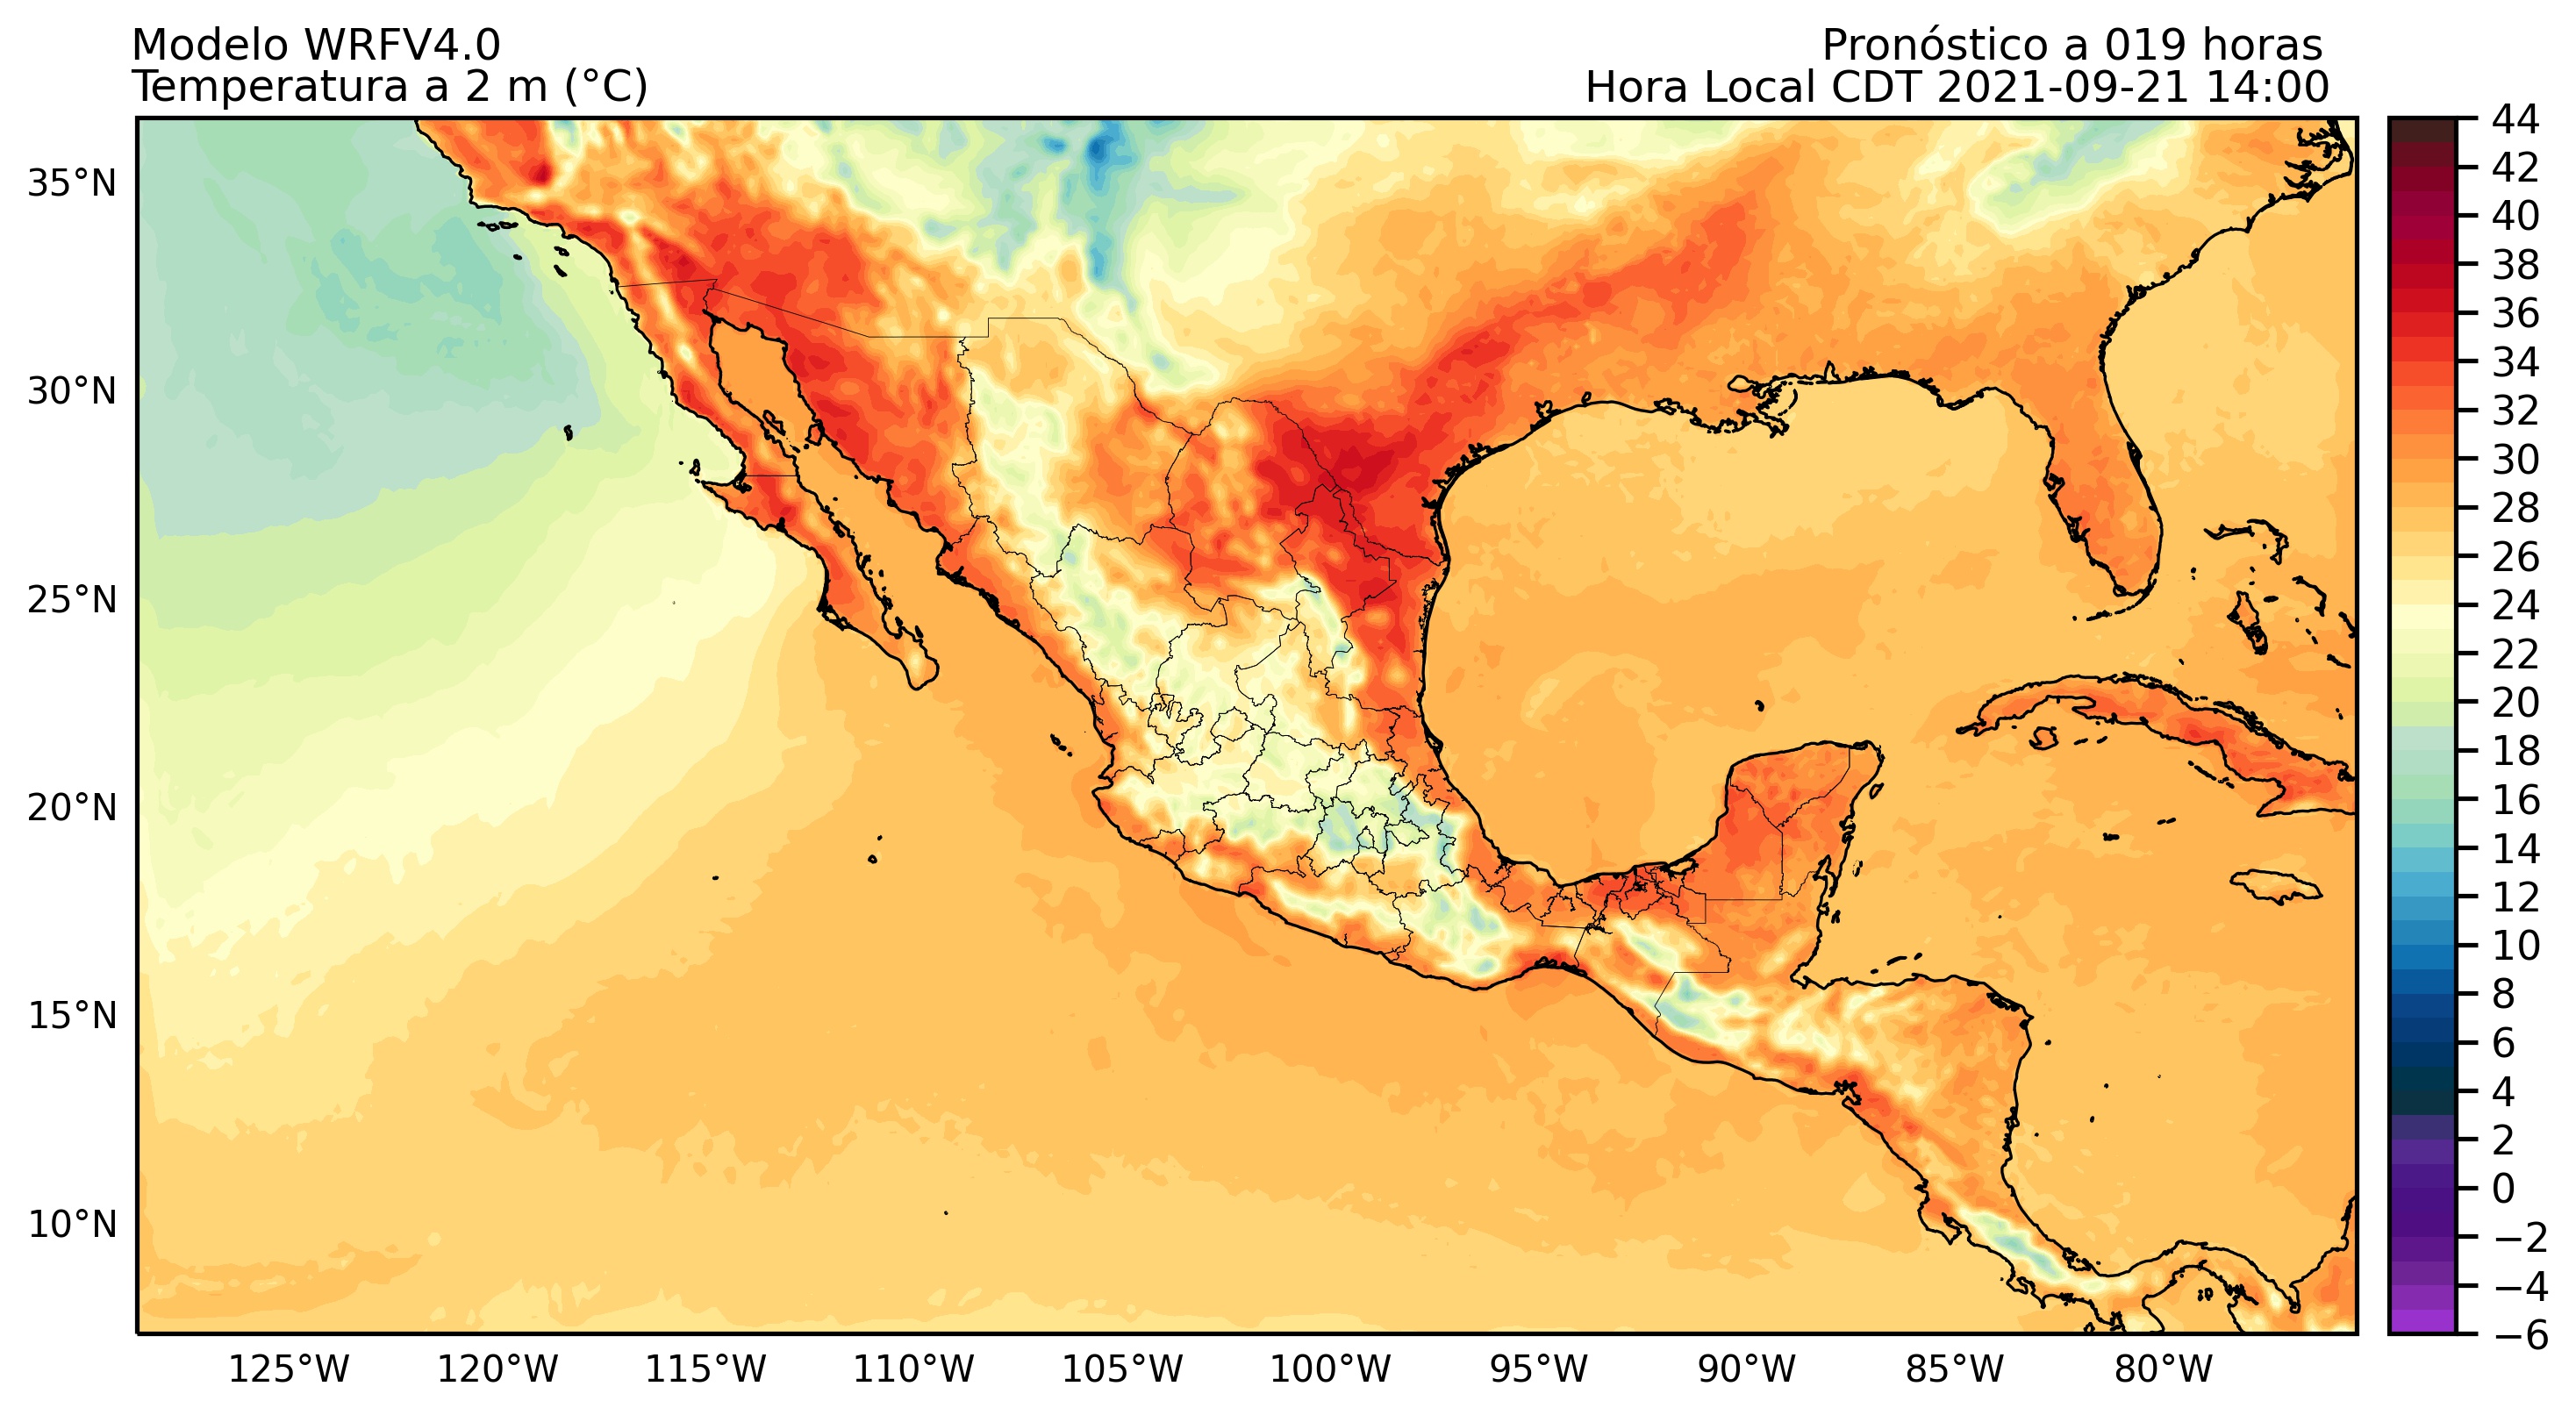 Modelo WRFV4.0
Pronóstico a 019 horas
Temperatura a 2 m (°C)
Hora Local CDT 2021-09-21 14:00
35°N
30°N
25°N
20°N
15°N
10°N
125°W
120°W
115°W
110°W
105°W
100°W
95°W
90°W
85°W
80°W
44
42
40
38
36
34
32
30
28
26
24
22
20
18
16
14
12
10
8
6
4
2
0
−2
−4
−6